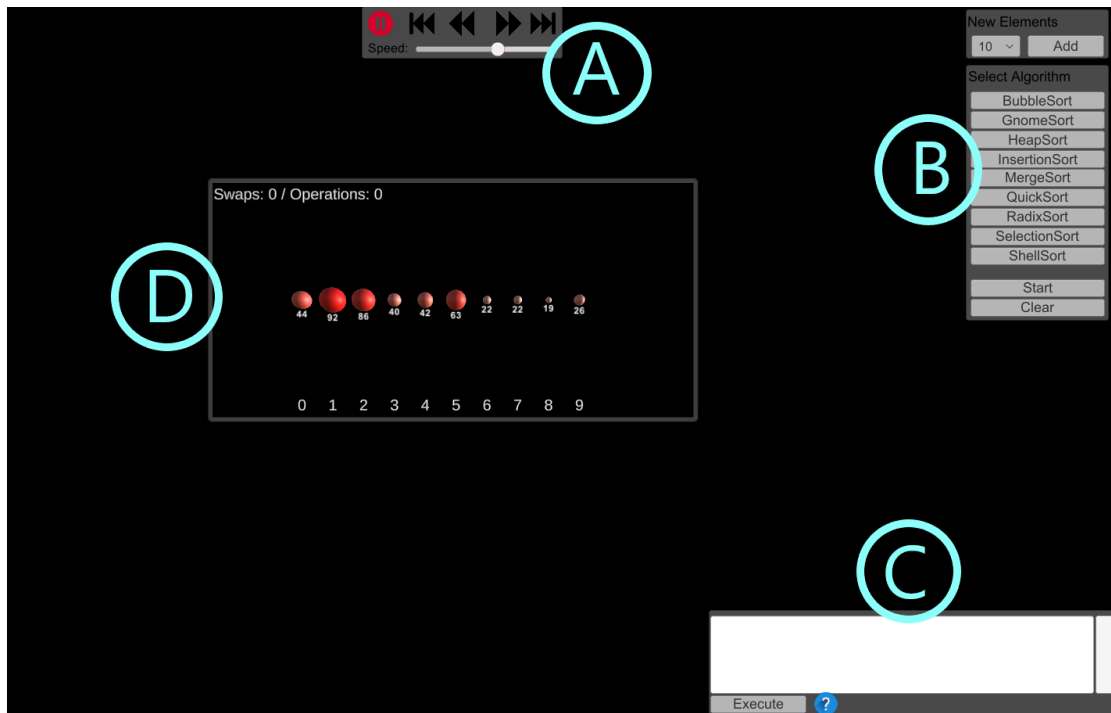 Speed:
A
New Elements
10
Add
Select Algorithm
BubbleSort
GnomeSort
HeapSort
InsertionSort
MergeSort
QuickSort
RadixSort
SelectionSort
ShellSort
Start
Clear
B
Swaps: 0 / Operations: 0
D
44 92 86 40 42 63 22 22 19 26
0 1 2 3 4 5 6 7 8 9
C
Execute ?